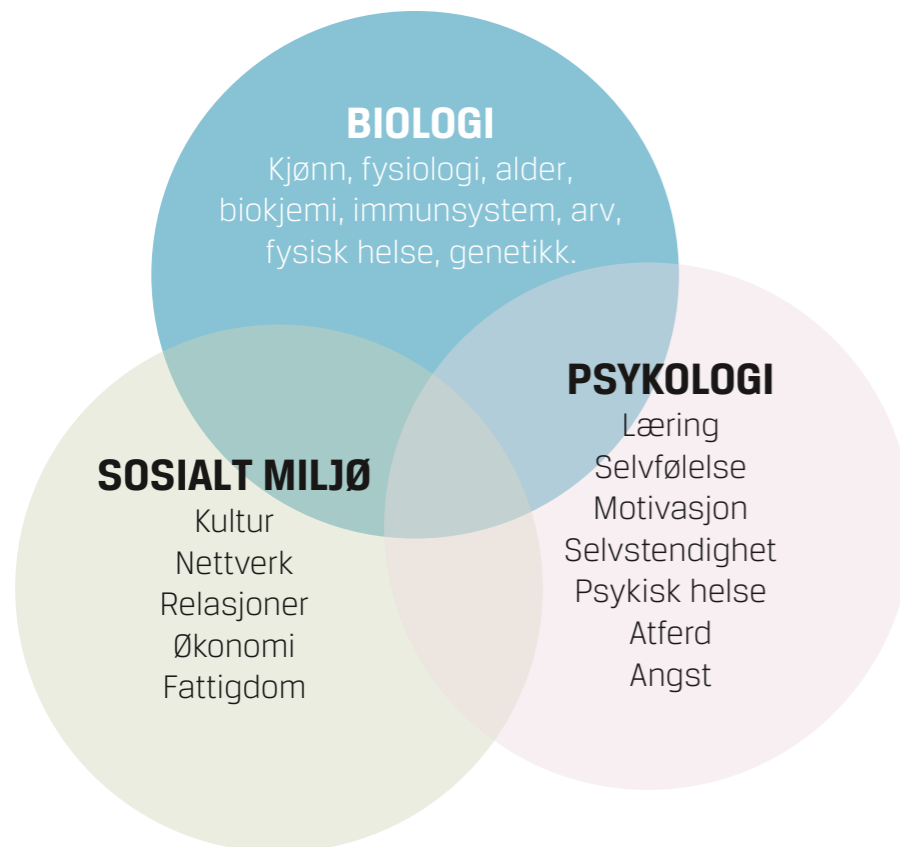 BIOLOGI
Kjønn, fysiologi, alder,
biokjemi, immunsystem, arv,
fysisk helse, genetikk.
PSYKOLOGI
Læring
Selvfølelse
Motivasjon
Selvstendighet
Psykisk helse
Atferd
Angst
SOSIALT MILJØ
Kultur
Nettverk
Relasjoner
Økonomi
Fattigdom